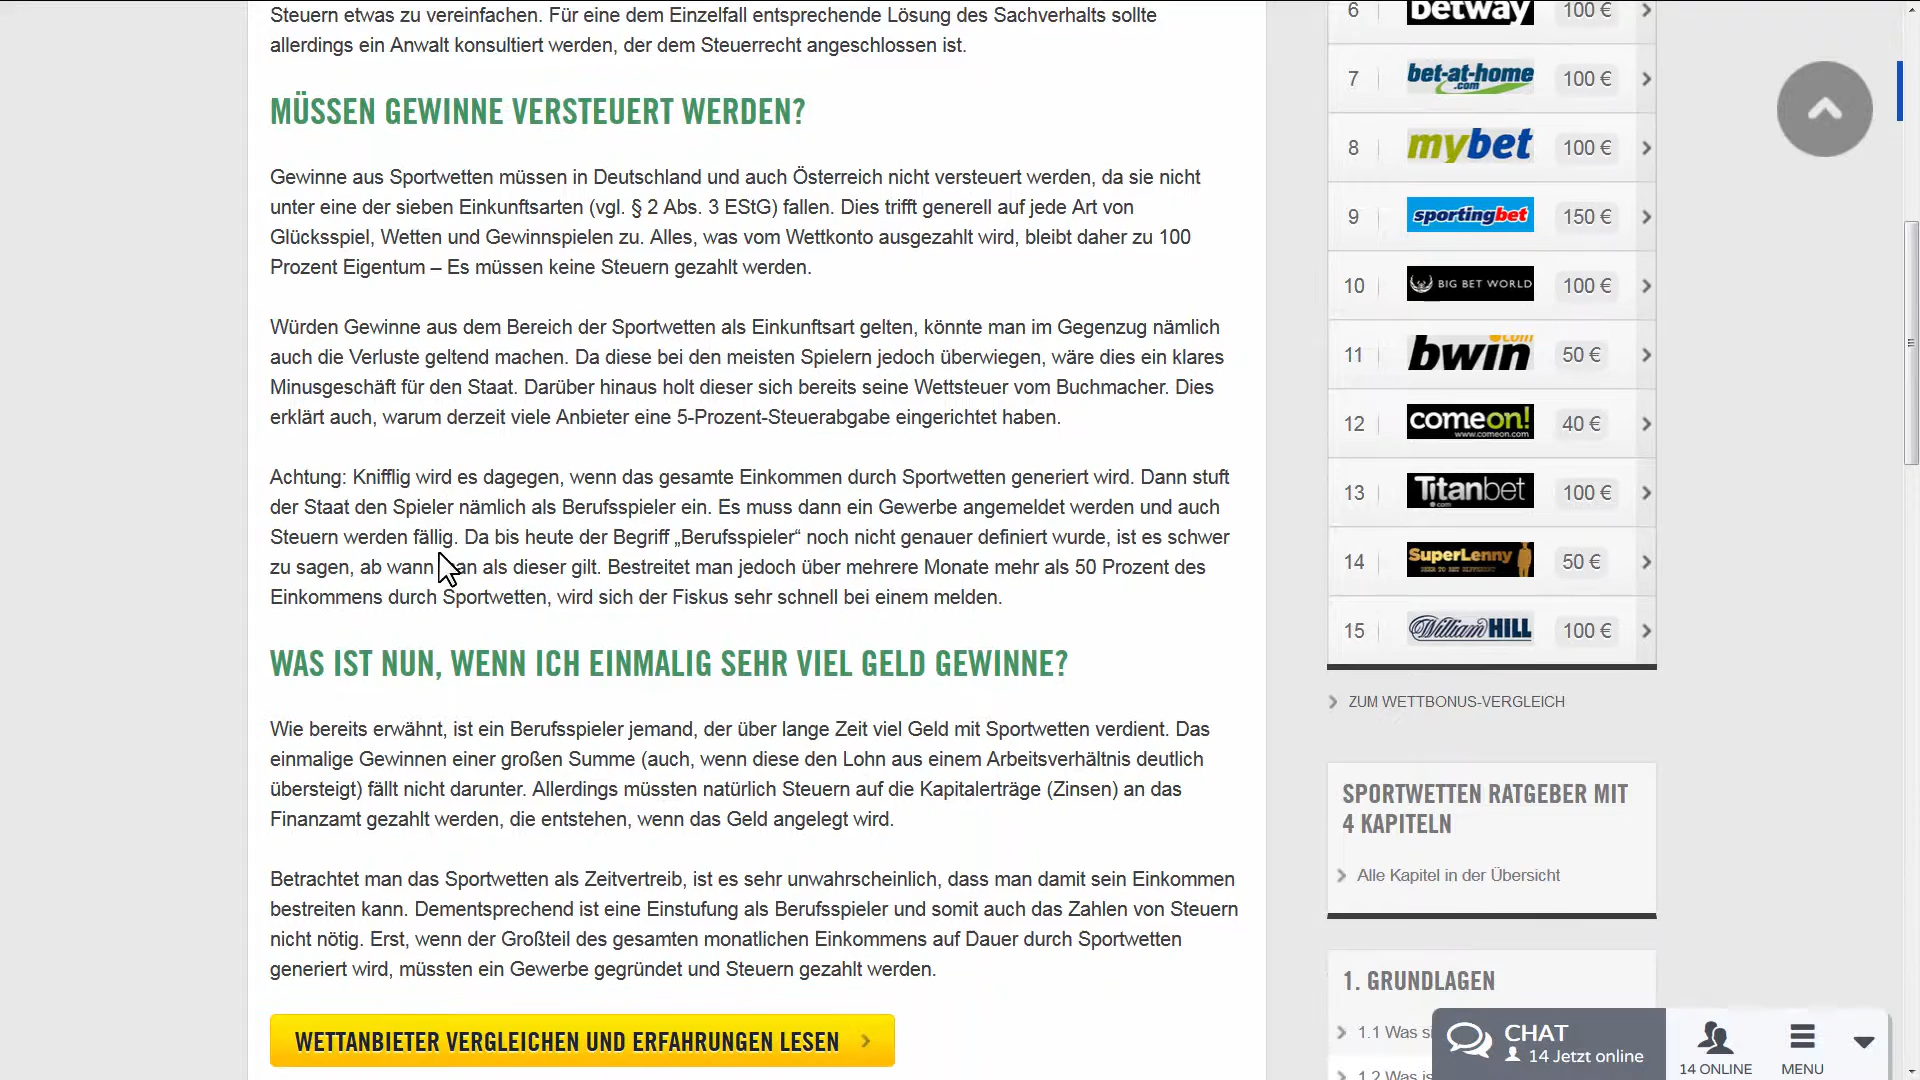 Steuern etwas zu vereinfachen. Für eine dem Einzelfall entsprechende Lösung des Sachverhalts sollte
allerdings ein Anwalt konsultiert werden, der dem Steuerrecht angeschlossen ist.
MÜSSEN GEWINNE VERSTEUERT WERDEN?
Gewinne aus Sportwetten müssen in Deutschland und auch Österreich nicht versteuert werden, da sie nicht
unter eine der sieben Einkunftsarten (vgl. § 2 Abs. 3 EStG) fallen. Dies trifft generell auf jede Art von
Glücksspiel, Wetten und Gewinnspielen zu. Alles, was vom Wettkonto ausgezahlt wird, bleibt daher zu 100
Prozent Eigentum – Es müssen keine Steuern gezahlt werden.
Würden Gewinne aus dem Bereich der Sportwetten als Einkunftsart gelten, könnte man im Gegenzug nämlich
auch die Verluste geltend machen. Da diese bei den meisten Spielern jedoch überwiegen, wäre dies ein klares
Minusgeschäft für den Staat. Darüber hinaus holt dieser sich bereits seine Wettsteuer vom Buchmacher. Dies
erklärt auch, warum derzeit viele Anbieter eine 5-Prozent-Steuerabgabe eingerichtet haben.
Achtung: Knifflig wird es dagegen, wenn das gesamte Einkommen durch Sportwetten generiert wird. Dann stuft
der Staat den Spieler nämlich als Berufsspieler ein. Es muss dann ein Gewerbe angemeldet werden und auch
Steuern werden fällig. Da bis heute der Begriff „Berufsspieler“ noch nicht genauer definiert wurde, ist es schwer
zu sagen, ab wann man als dieser gilt. Bestreitet man jedoch über mehrere Monate mehr als 50 Prozent des
Einkommens durch Sportwetten, wird sich der Fiskus sehr schnell bei einem melden.
WAS IST NUN, WENN ICH EINMALIG SEHR VIEL GELD GEWINNE?
Wie bereits erwähnt, ist ein Berufsspieler jemand, der über lange Zeit viel Geld mit Sportwetten verdient. Das
einmalige Gewinnen einer großen Summe (auch, wenn diese den Lohn aus einem Arbeitsverhältnis deutlich
übersteigt) fällt nicht darunter. Allerdings müssten natürlich Steuern auf die Kapitalerträge (Zinsen) an das
Finanzamt gezahlt werden, die entstehen, wenn das Geld angelegt wird.
Betrachtet man das Sportwetten als Zeitvertreib, ist es sehr unwahrscheinlich, dass man damit sein Einkommen
bestreiten kann. Dementsprechend ist eine Einstufung als Berufsspieler und somit auch das Zahlen von Steuern
nicht nötig. Erst, wenn der Großteil des gesamten monatlichen Einkommens auf Dauer durch Sportwetten
generiert wird, müssten ein Gewerbe gegründet und Steuern gezahlt werden.
WETTANBIETER VERGLEICHEN UND ERFAHRUNGEN LESEN
6 betway 100 €
7 bet-at-home .com 100 €
8 mybet 100 €
9 sportingbet 150 €
10 BIG BET WORLD 100 €
11 bwin .com 50 €
12 comeon! www.comeon.com 40 €
13 Titanbet .com 100 €
14 SuperLenny 50 €
15 William HILL 100 €
ZUM WETTBONUS-VERGLEICH
SPORTWETTEN RATGEBER MIT
4 KAPITELN
Alle Kapitel in der Übersicht
1. GRUNDLAGEN
1.1 Was
1.2 Was
CHAT
14 Jetzt online
14 ONLINE
MENU